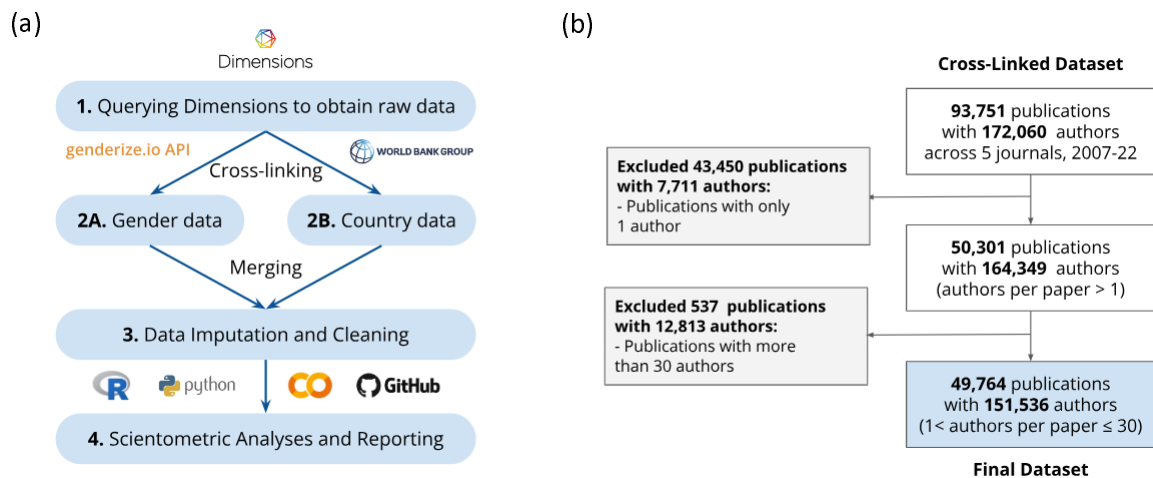 (a)
Dimensions
1. Querying Dimensions to obtain raw data
genderize.io API
WORLD BANK GROUP
Cross-linking
2A. Gender data
2B. Country data
Merging
3. Data Imputation and Cleaning
R
python
CO
GitHub
4. Scientometric Analyses and Reporting
(b)
Cross-Linked Dataset
93,751 publications
with 172,060 authors
across 5 journals, 2007-22
Excluded 43,450 publications
with 7,711 authors:
- Publications with only
1 author
50,301 publications
with 164,349 authors
(authors per paper > 1)
Excluded 537 publications
with 12,813 authors:
- Publications with more
than 30 authors
49,764 publications
with 151,536 authors
(1< authors per paper ≤ 30)
Final Dataset